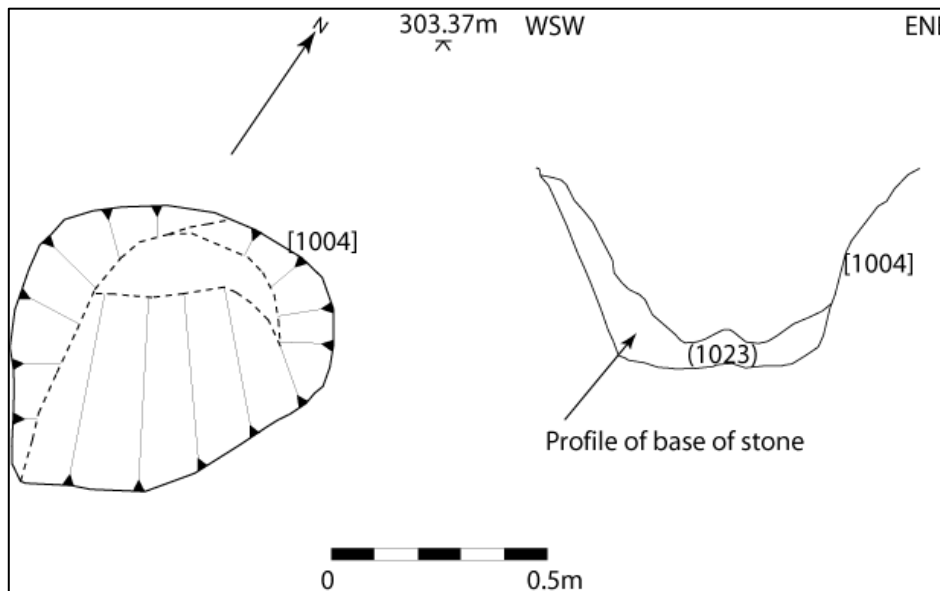 N
303.37m WSW
[1004]
[1004]
(1023)
Profile of base of stone
0 0.5m